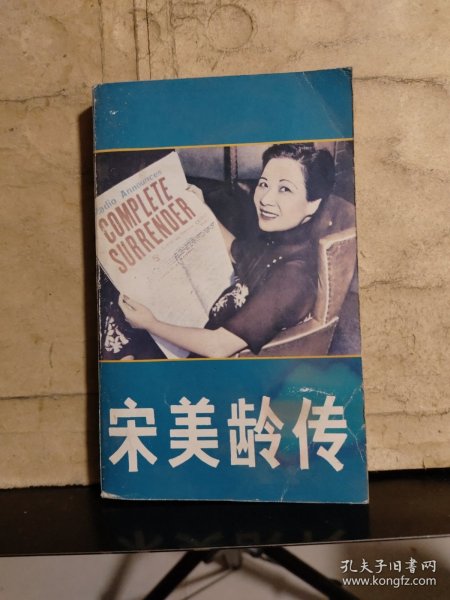 Radio Announces
COMPLETE
SURRENDER
宋美龄传
孔夫子旧书网
www.kongfz.com